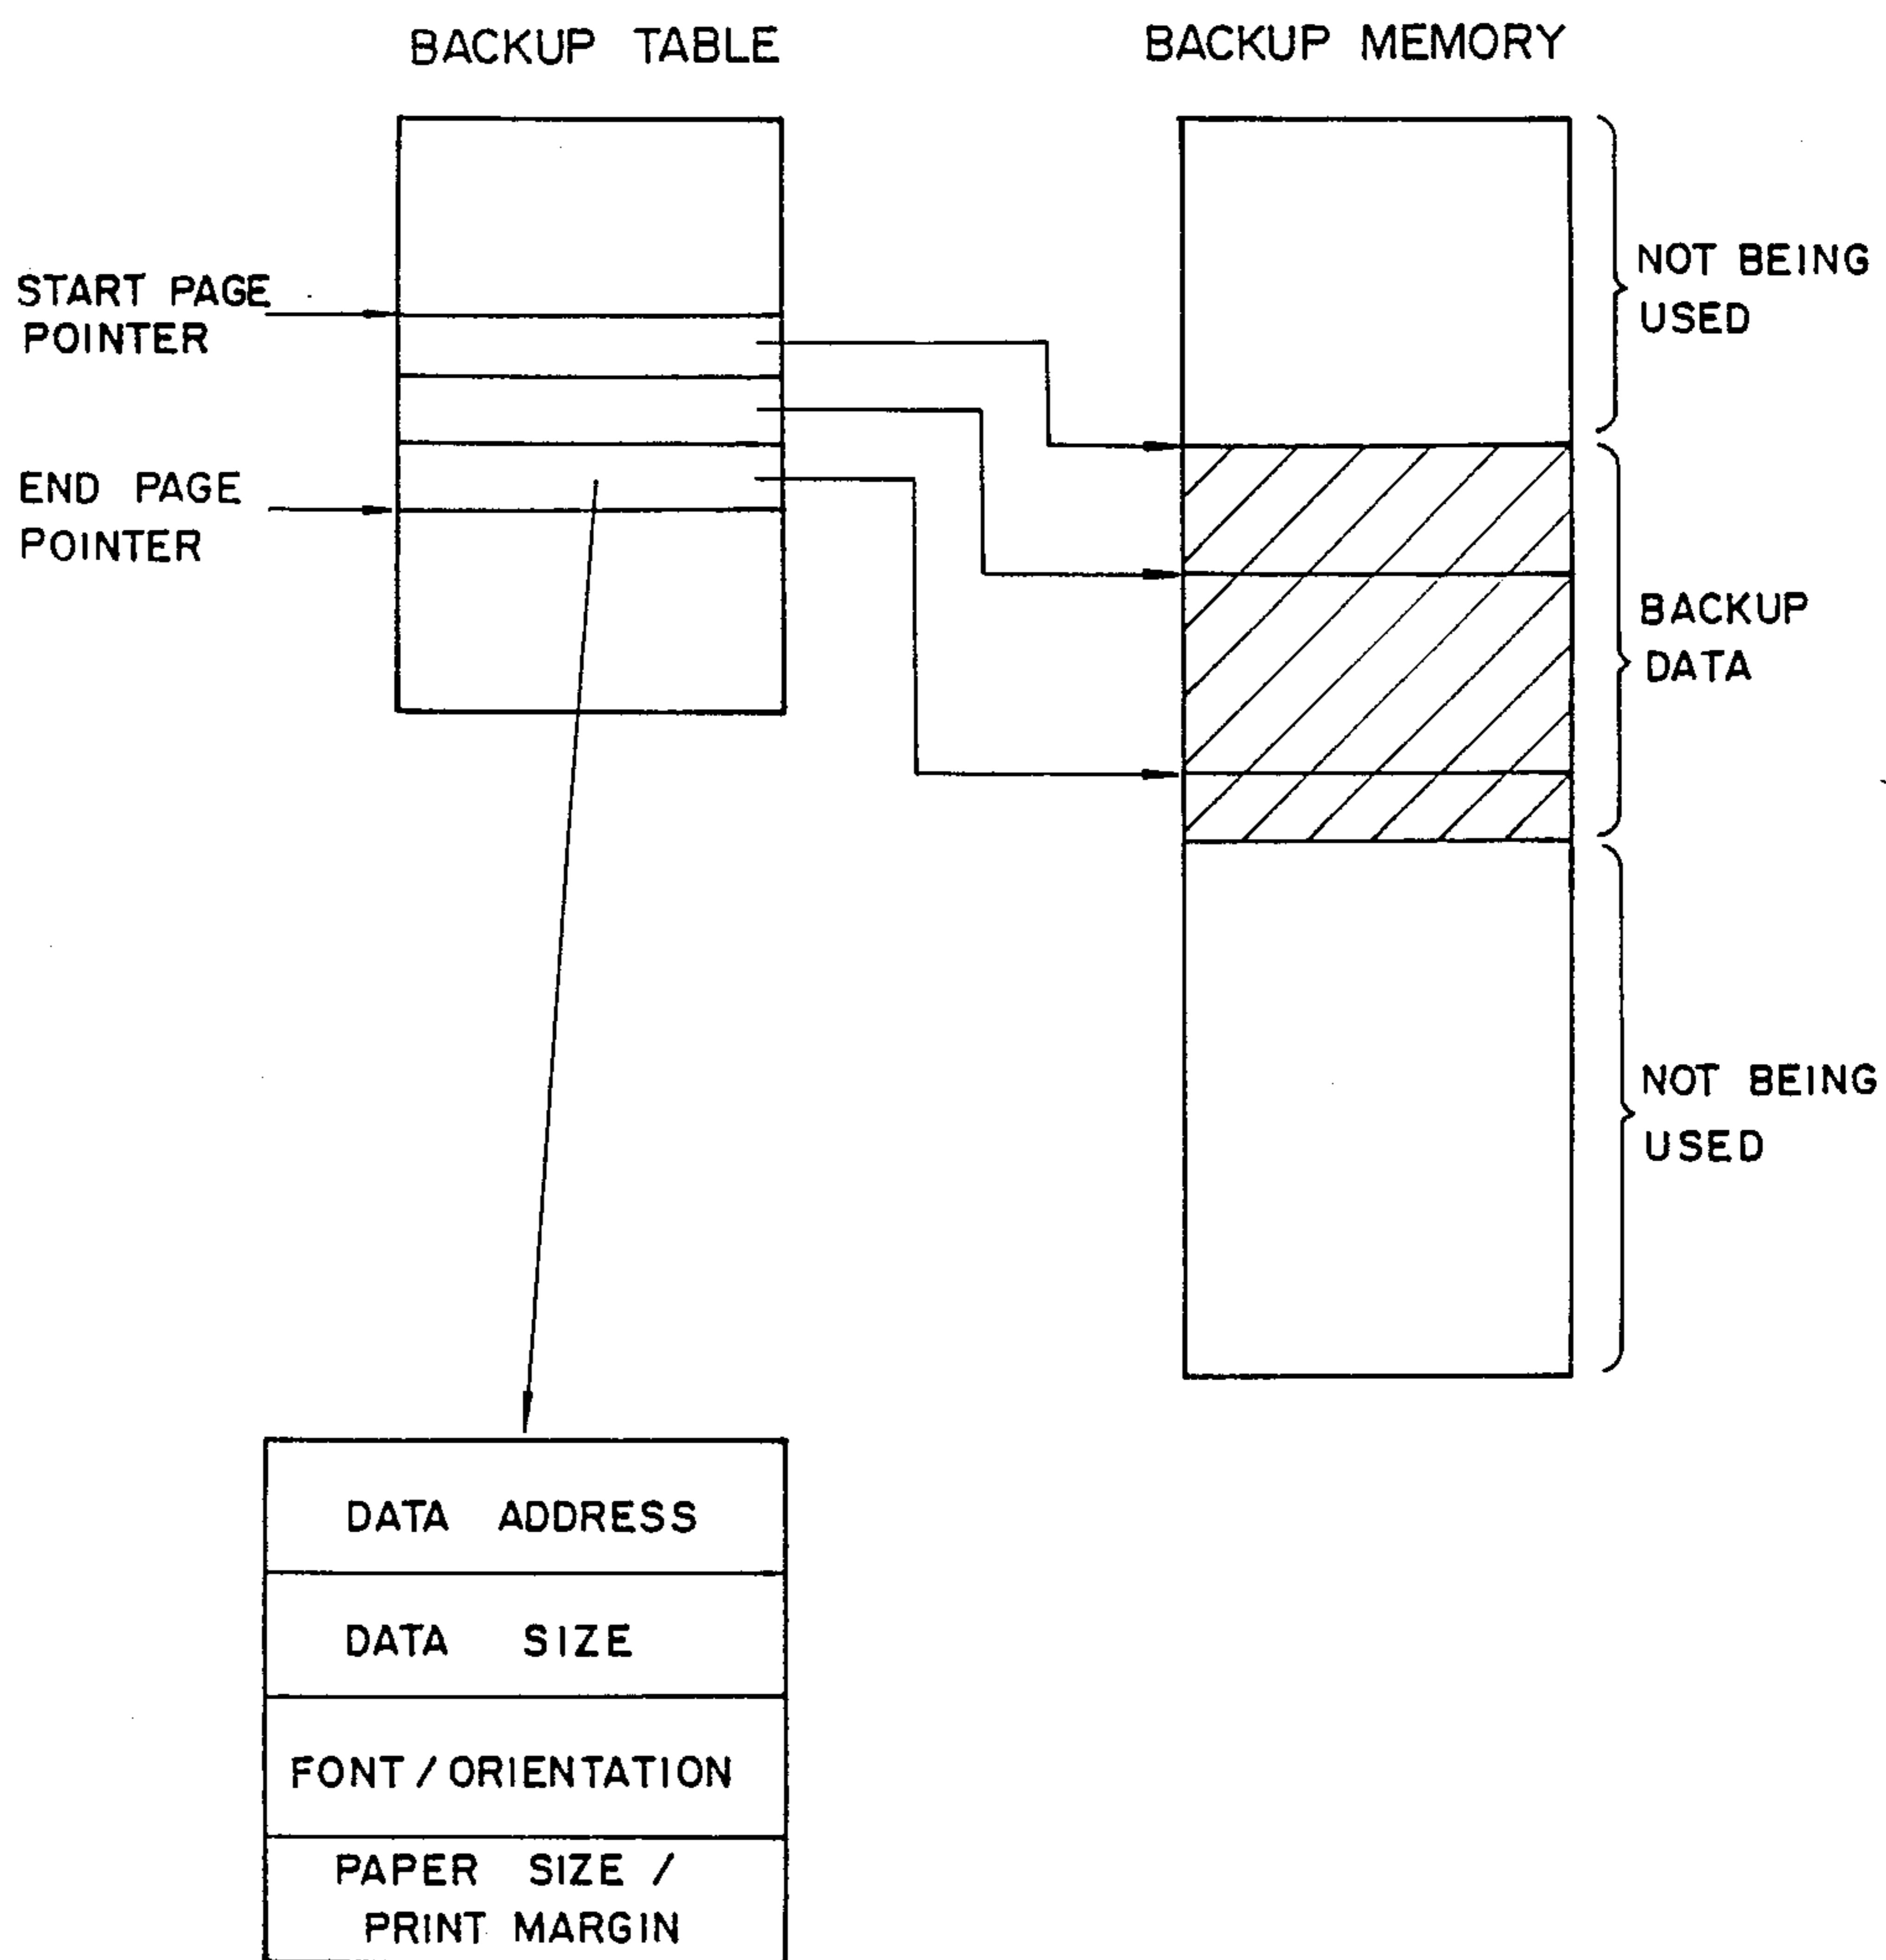 BACKUP TABLE
BACKUP MEMORY
START PAGE
POINTER
END PAGE
POINTER
NOT BEING
USED
BACKUP
DATA
NOT BEING
USED
DATA ADDRESS
DATA SIZE
FONT / ORIENTATION
PAPER SIZE /
PRINT MARGIN